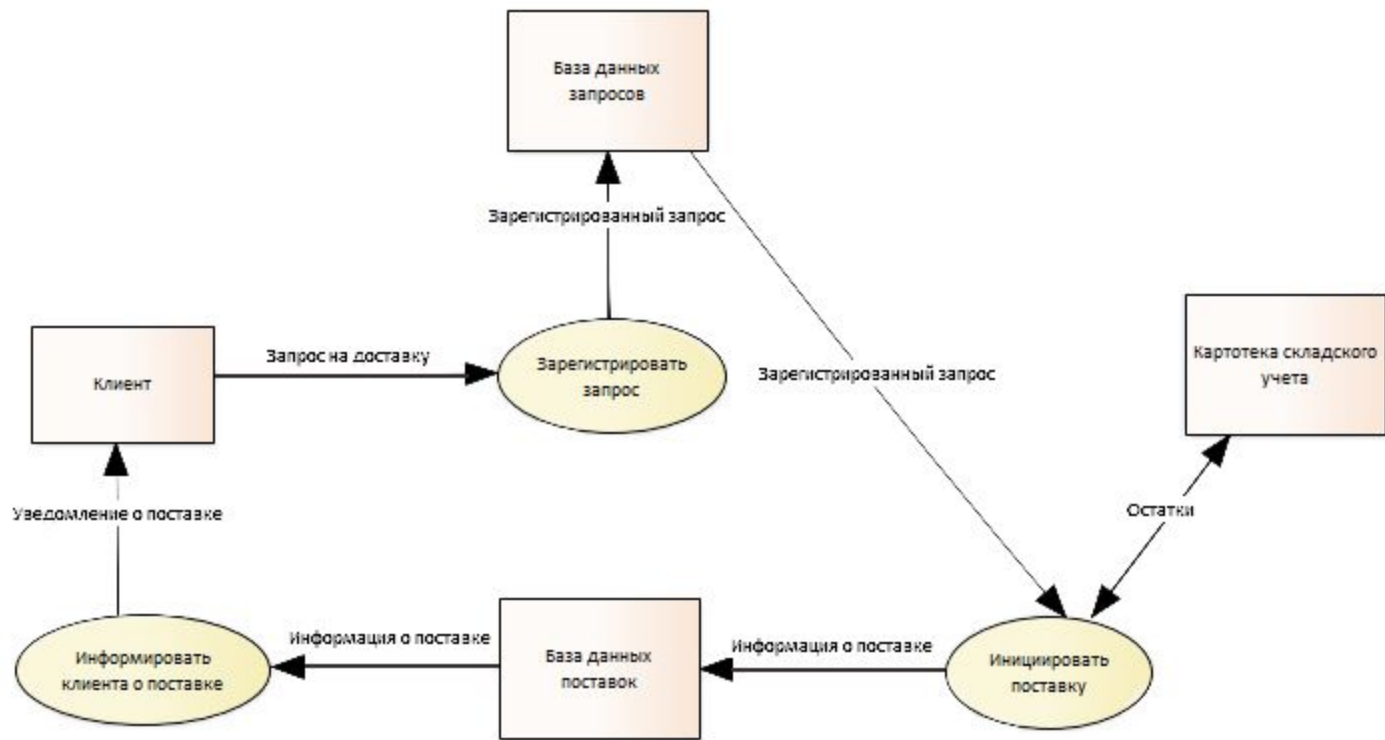 База данных
запросов
Зарегистрированный запрос
Клиент
Запрос на доставку
Зарегистрировать
запрос
Зарегистрированный запрос
Картотека складского
учета
Уведомление о поставке
Остатки
Информировать
клиента о поставке
Информация о поставке
База данных
поставок
Информация о поставке
Инициировать
поставку